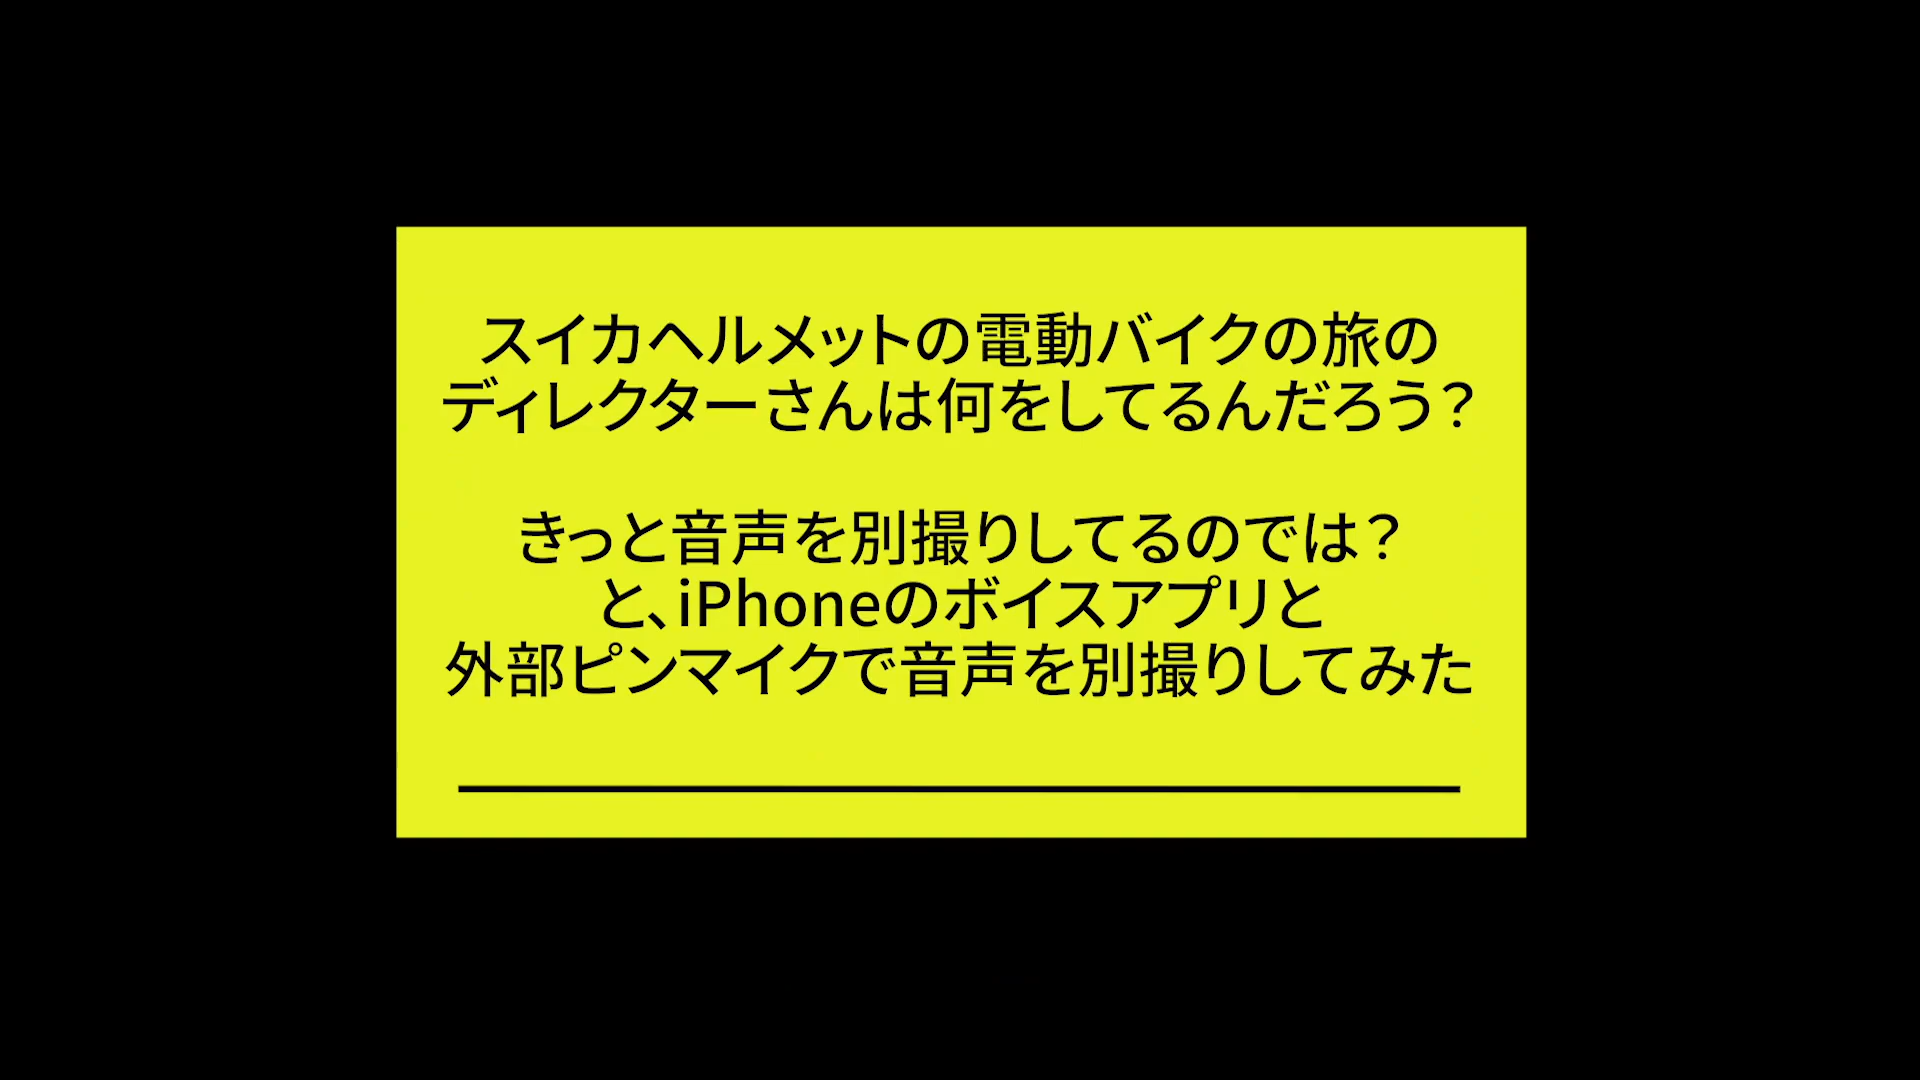 スイカヘルメットの電動バイクの旅の
ディレクターさんは何をしてるんだろう？
きっと音声を別撮りしてるのでは？
と、iPhoneのボイスアプリと
外部ピンマイクで音声を別撮りしてみた